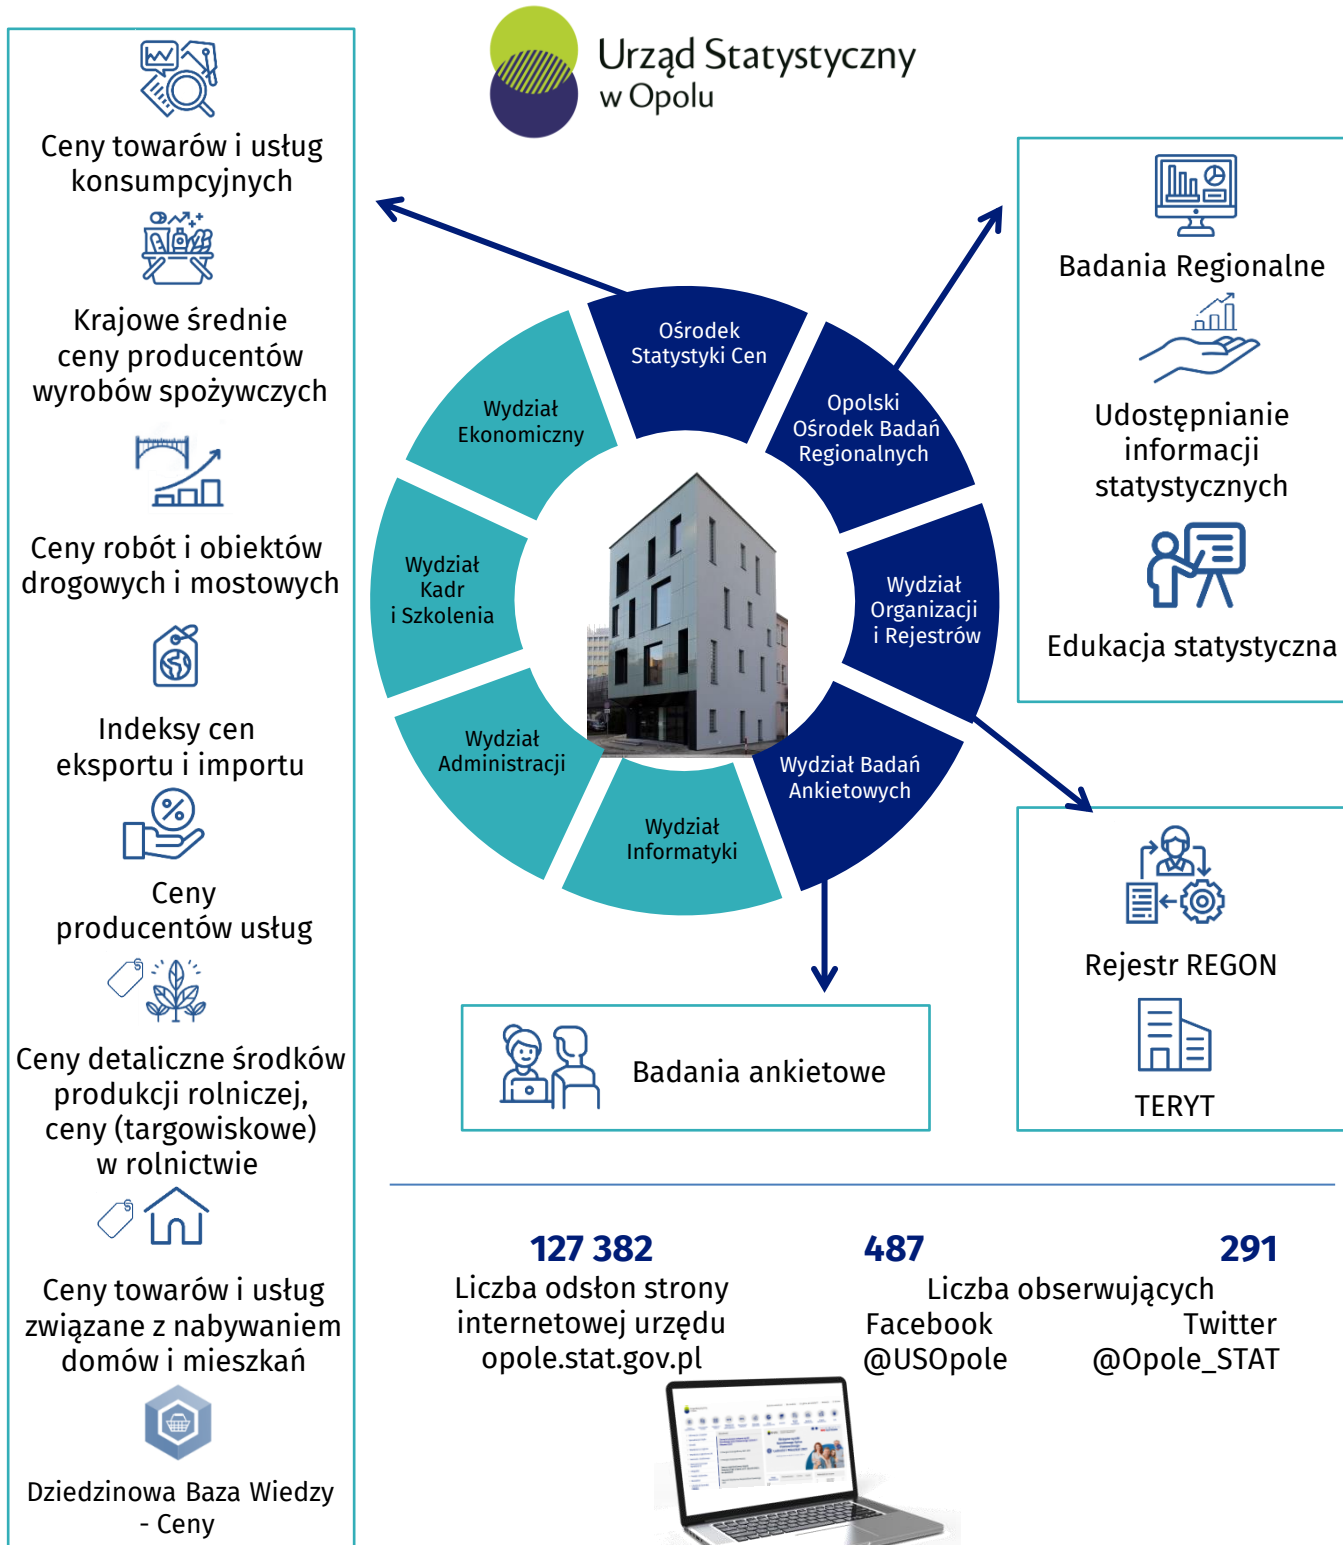 Urząd Statystyczny
w Opolu
Ceny towarów i usług
konsumpcyjnych
Krajowe średnie
ceny producentów
wyrobów spożywczych
Ceny robót i obiektów
drogowych i mostowych
Indeksy cen
eksportu i importu
Ceny
producentów usług
Ceny detaliczne środków
produkcji rolniczej,
ceny (targowiskowe)
w rolnictwie
Ceny towarów i usług
związane z nabywaniem
domów i mieszkań
Dziedzinowa Baza Wiedzy
- Ceny
Ośrodek
Statystyki Cen
Opolski
Ośrodek Badań
Regionalnych
Wydział
Organizacji
i Rejestrów
Wydział Badań
Ankietowych
Wydział
Informatyki
Wydział
Administracji
Wydział
Kadr
i Szkolenia
Wydział
Ekonomiczny
Badania Regionalne
Udostępnianie
informacji
statystycznych
Edukacja statystyczna
Rejestr REGON
TERYT
Badania ankietowe
127 382
Liczba odsłon strony
internetowej urzędu
opole.stat.gov.pl
487 291
Liczba obserwujących
Facebook Twitter
@USOpole @Opole_STAT